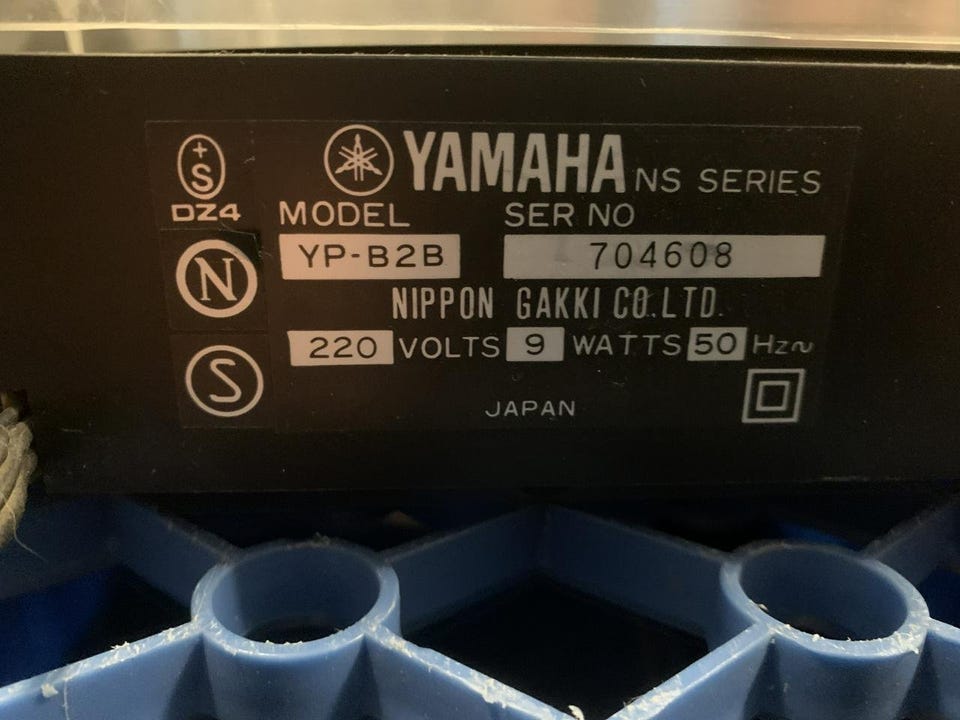 +
S
DZ4
N
S
YAMAHA NS SERIES
MODEL SER NO
YP-B2B 704608
NIPPON GAKKI CO. LTD.
220 VOLTS 9 WATTS 50 Hz~
JAPAN